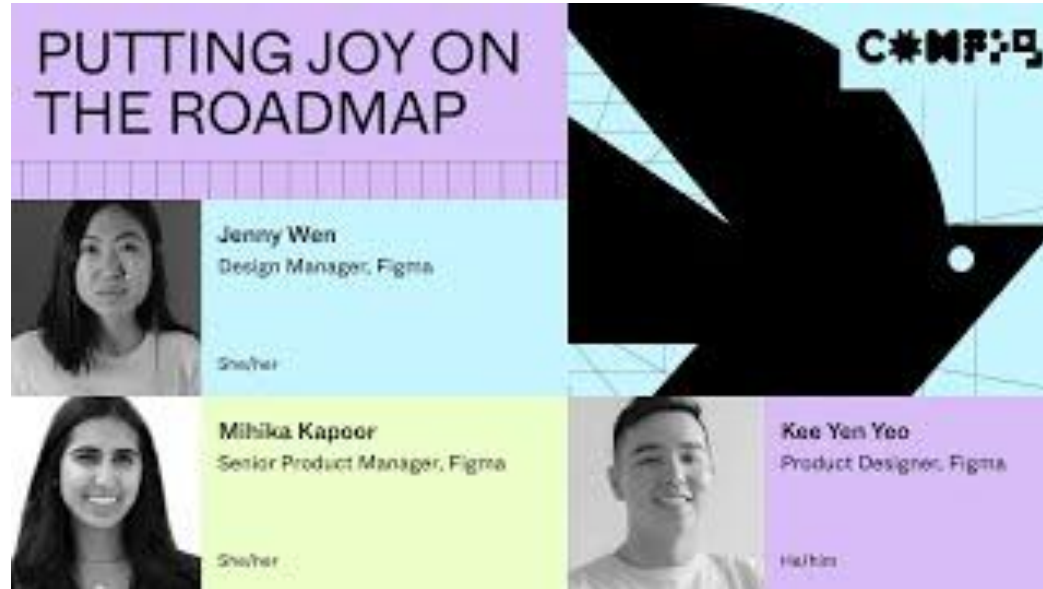 PUTTING JOY ON
THE ROADMAP
CONFIG
Jenny Wen
Design Manager, Figma
She/her
Mihika Kapoor
Senior Product Manager, Figma
She/her
Kee Yen Yeo
Product Designer, Figma
He/him